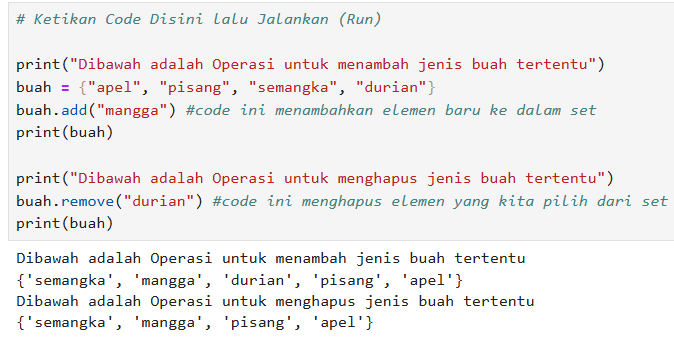 # Ketikan Code Disini lalu Jalankan (Run)
print("Dibawah adalah Operasi untuk menambah jenis buah tertentu")
buah = {"apel", "pisang", "semangka", "durian"}
buah.add("mangga") #code ini menambahkan elemen baru ke dalam set
print(buah)
print("Dibawah adalah Operasi untuk menghapus jenis buah tertentu")
buah.remove("durian") #code ini menghapus elemen yang kita pilih dari set
print(buah)
Dibawah adalah Operasi untuk menambah jenis buah tertentu
{'semangka', 'mangga', 'durian', 'pisang', 'apel'}
Dibawah adalah Operasi untuk menghapus jenis buah tertentu
{'semangka', 'mangga', 'pisang', 'apel'}